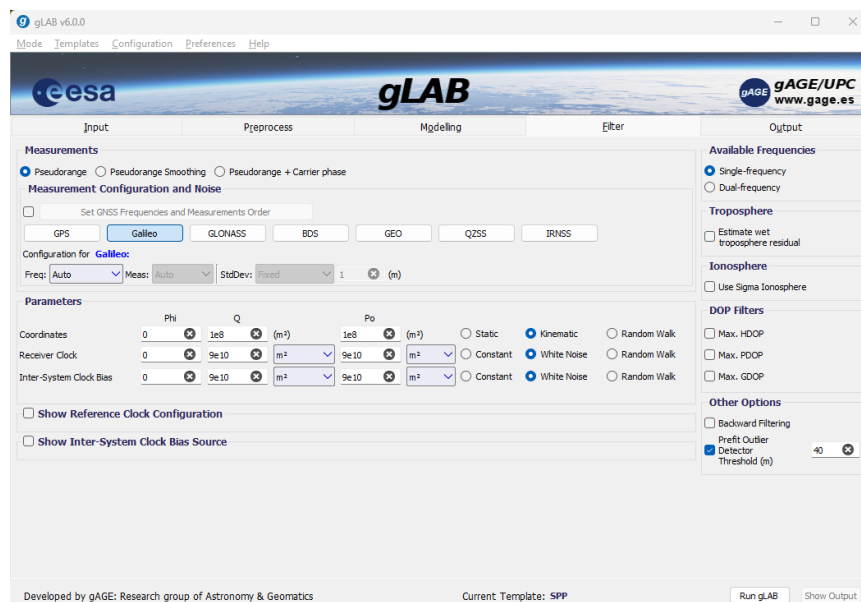 gLAB v6.0.0
Mode Templates Configuration Preferences Help
esa gLAB gAGE gAGE/UPC
www.gage.es
Input Preprocess Modeling Filter Output
Measurements
Pseudorange Pseudorange Smoothing Pseudorange + Carrier phase
Measurement Configuration and Noise
Set GNSS Frequencies and Measurements Order
GPS Galileo GLONASS BDS GEO QZSS IRNSS
Configuration for Galileo:
Freq: Auto Meas: Auto StdDev: Fixed 1 (m)
Parameters
Phi Q Po
Coordinates 0 1e8 (m²) 1e8 (m²) Static Kinematic Random Walk
Receiver Clock 0 9e10 m² 9e10 m² Constant White Noise Random Walk
Inter-System Clock Bias 0 9e10 m² 9e10 m² Constant White Noise Random Walk
Show Reference Clock Configuration
Show Inter-System Clock Bias Source
Available Frequencies
Single-frequency
Dual-frequency
Troposphere
Estimate wet
troposphere residual
Ionosphere
Use Sigma Ionosphere
DOP Filters
Max. HDOP
Max. PDOP
Max. GDOP
Other Options
Backward Filtering
Prefit Outlier
Detector 40
Threshold (m)
Developed by gAGE: Research group of Astronomy & Geomatics Current Template: SPP Run gLAB Show Output